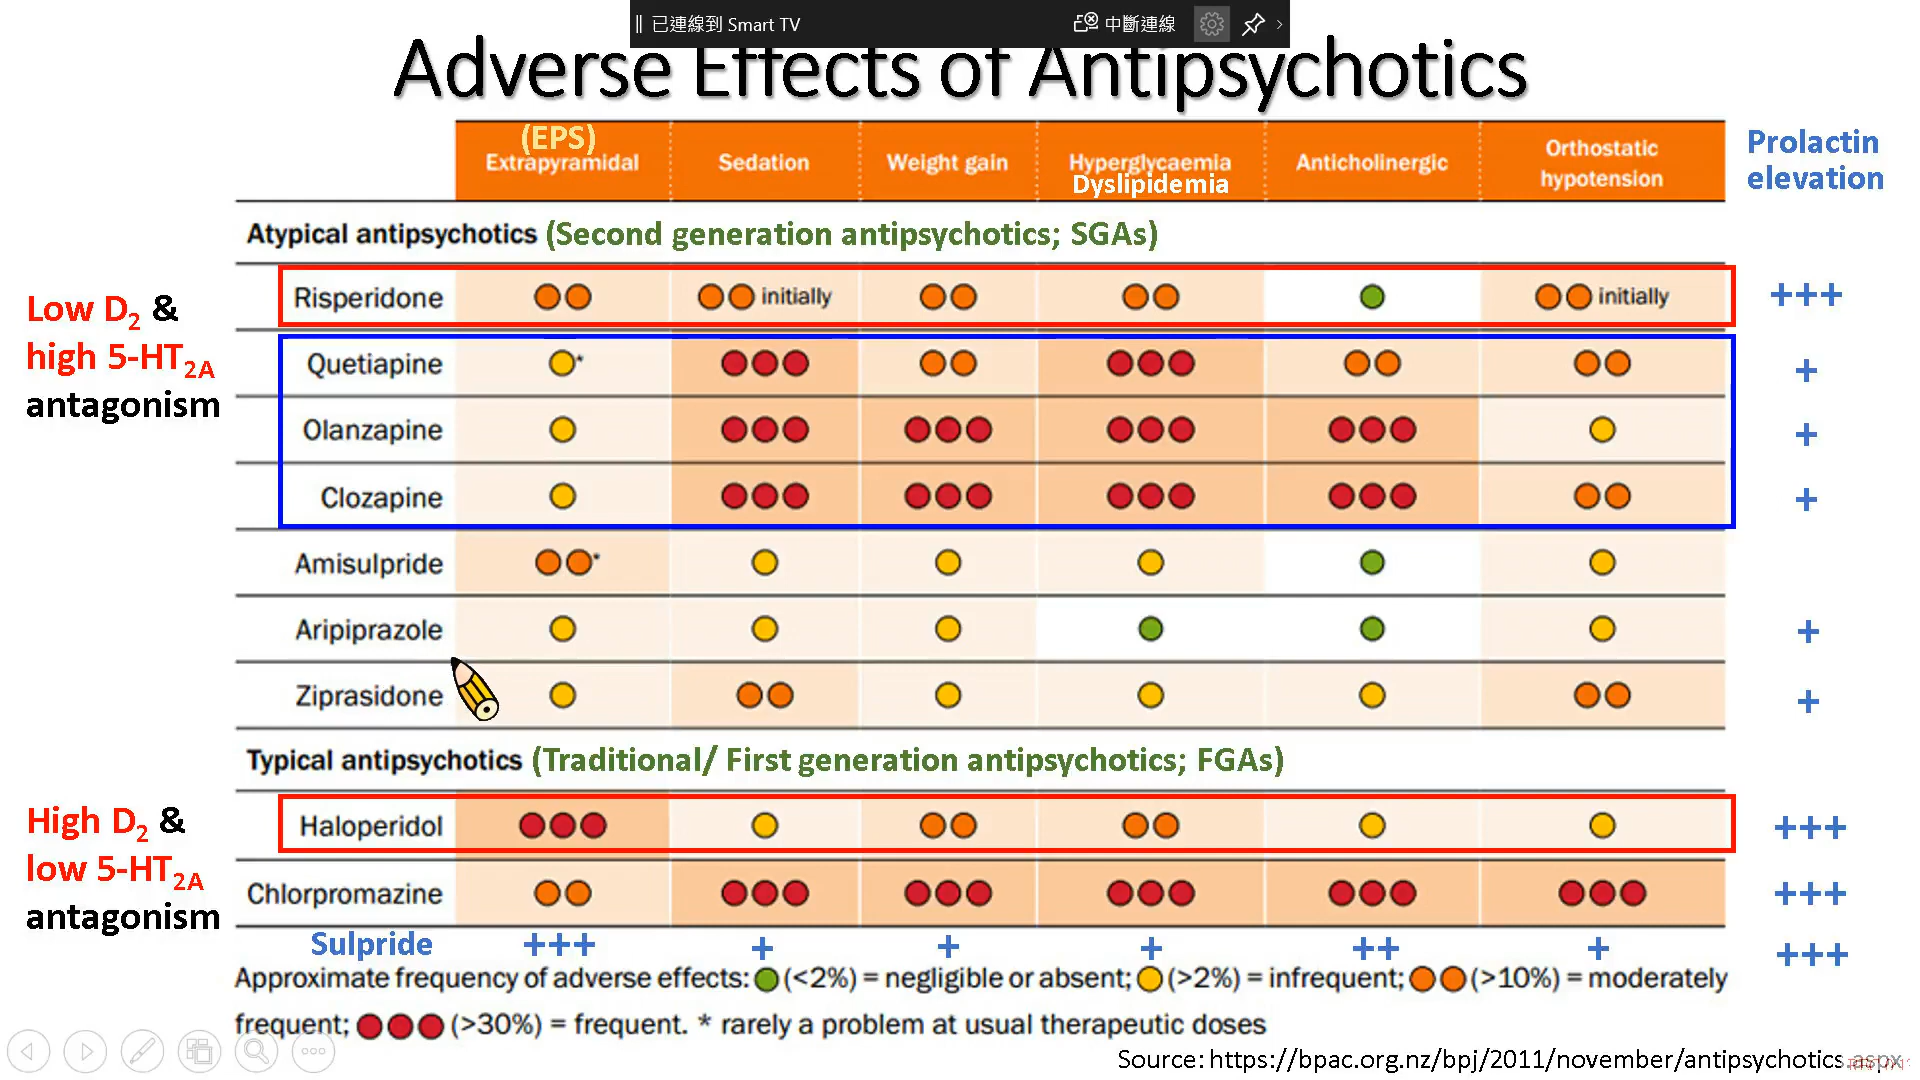 已連線到 Smart TV 中斷連線
Adverse Effects of Antipsychotics
(EPS)
Extrapyramidal Sedation Weight gain Hyperglycaemia Anticholinergic Orthostatic hypotension
Dyslipidemia
Prolactin elevation
Atypical antipsychotics (Second generation antipsychotics; SGAs)
Low D2 &
high 5-HT2A
antagonism
Risperidone initially initially +++
Quetiapine * +
Olanzapine +
Clozapine +
Amisulpride *
Aripiprazole +
Ziprasidone +
Typical antipsychotics (Traditional/ First generation antipsychotics; FGAs)
High D2 &
low 5-HT2A
antagonism
Haloperidol +++
Chlorpromazine +++
Sulpride +++ + + + ++ + +++
Approximate frequency of adverse effects: (<2%) = negligible or absent; (>2%) = infrequent; (>10%) = moderately
frequent; (>30%) = frequent. * rarely a problem at usual therapeutic doses
Source: https://bpac.org.nz/bpj/2011/november/antipsychotics.aspx